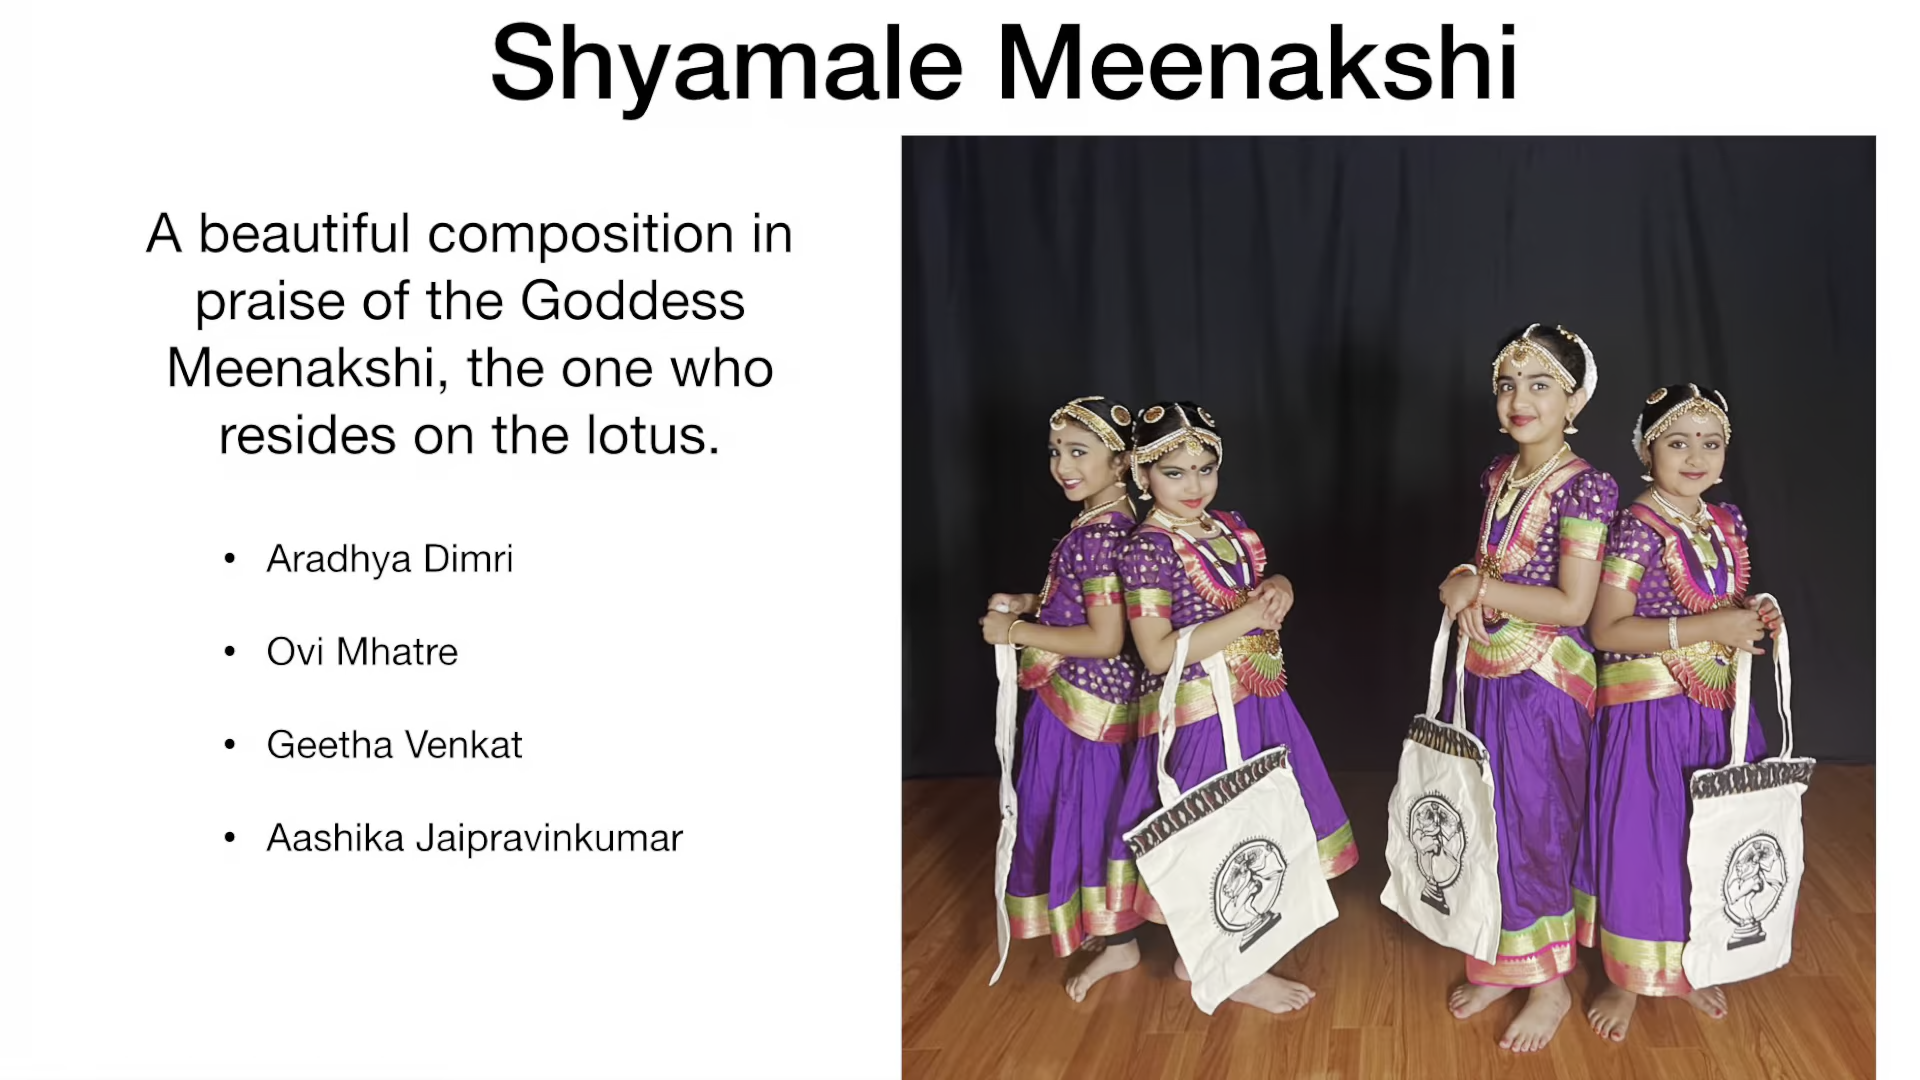 Shyamale Meenakshi
A beautiful composition in
praise of the Goddess
Meenakshi, the one who
resides on the lotus.
• Aradhya Dimri
• Ovi Mhatre
• Geetha Venkat
• Aashika Jaipravinkumar